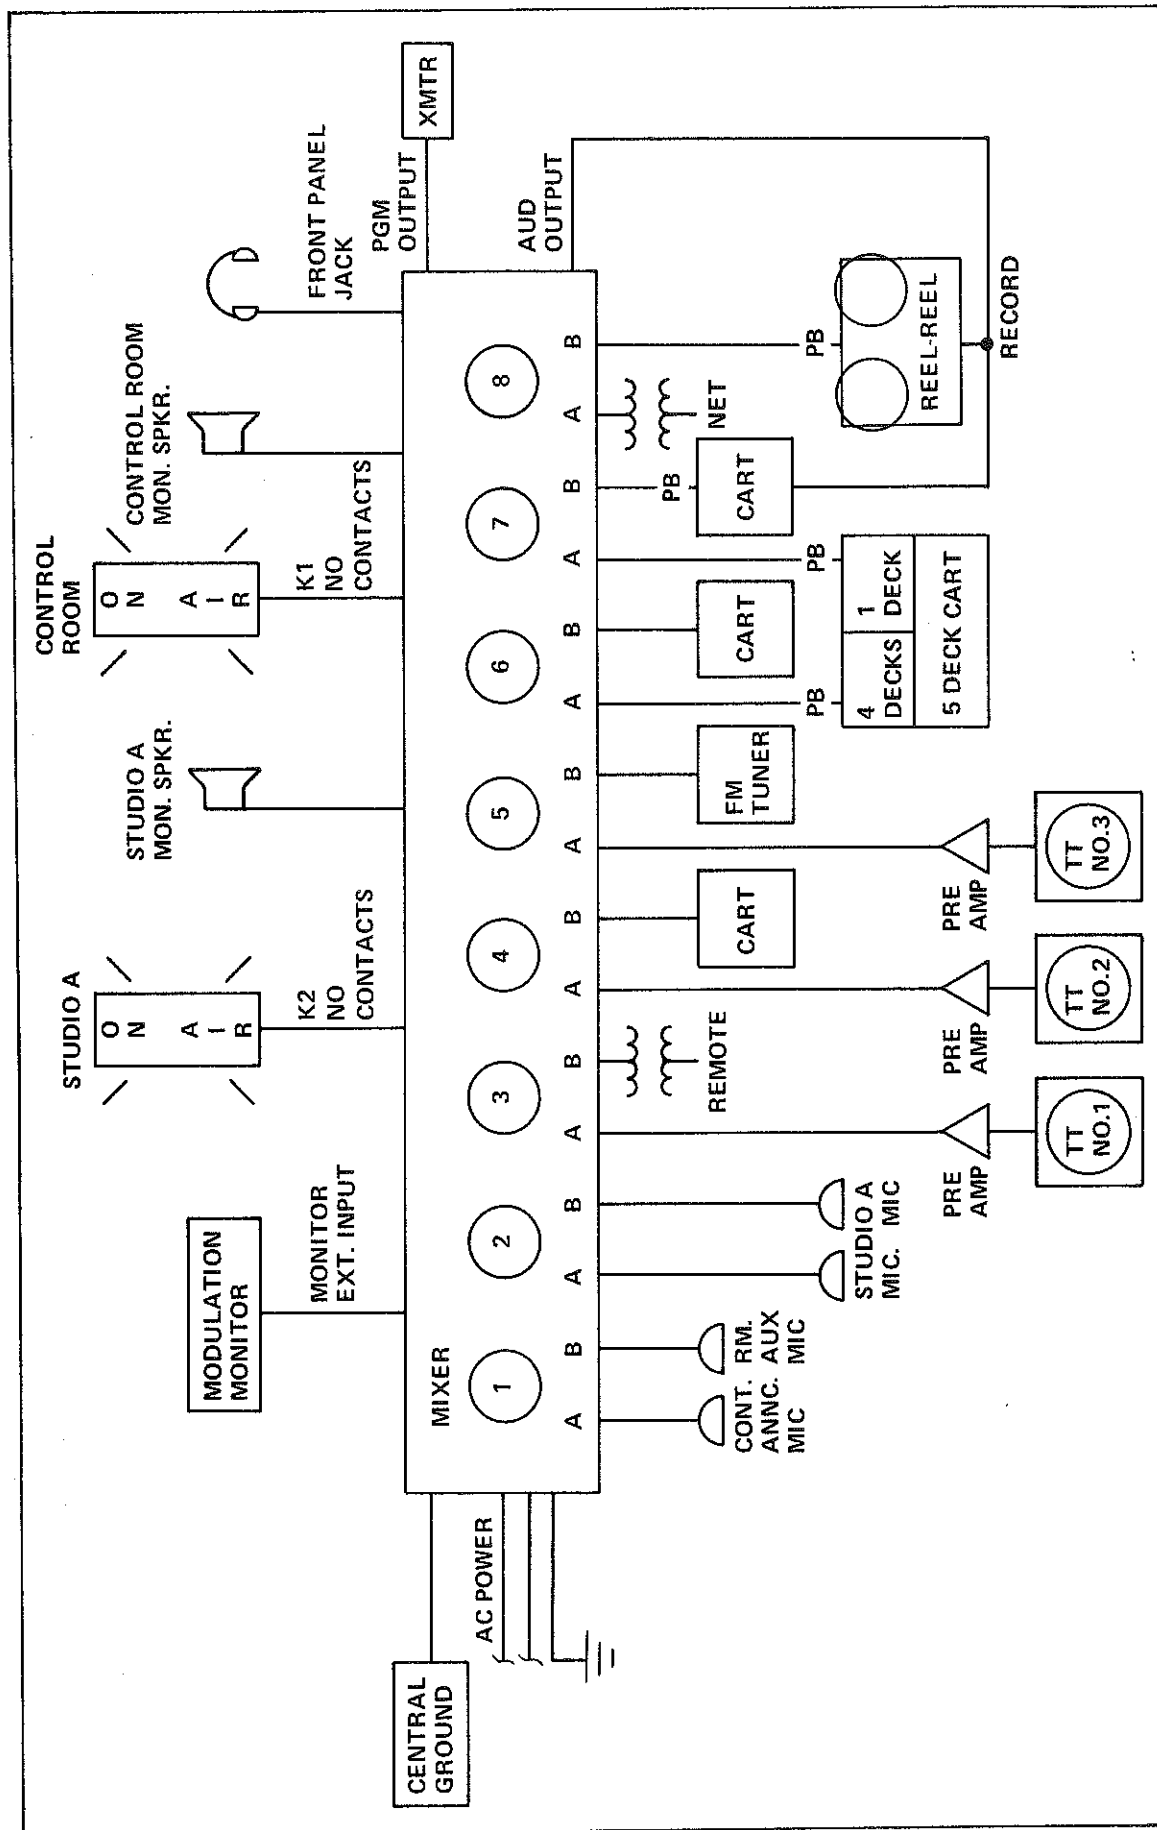 CONTROL
ROOM
STUDIO A
ON AIR
ON AIR
MODULATION
MONITOR
STUDIO A
MON. SPKR.
CONTROL ROOM
MON. SPKR.
MONITOR
EXT. INPUT
K2
NO
CONTACTS
K1
NO
CONTACTS
FRONT PANEL
JACK
PGM
OUTPUT
XMTR
CENTRAL
GROUND
AC POWER
MIXER
1 2 3 4 5 6 7 8
A B A B A B A B A B A B A B A B
AUD
OUTPUT
CONT. RM.
ANNC. AUX
MIC MIC
STUDIO A
MIC. MIC
REMOTE
CART
FM
TUNER
CART
PB
CART
NET
PB
PB
PB
4
DECKS
1
DECK
5 DECK CART
REEL-REEL
RECORD
PRE
AMP
PRE
AMP
PRE
AMP
TT
NO.1
TT
NO.2
TT
NO.3